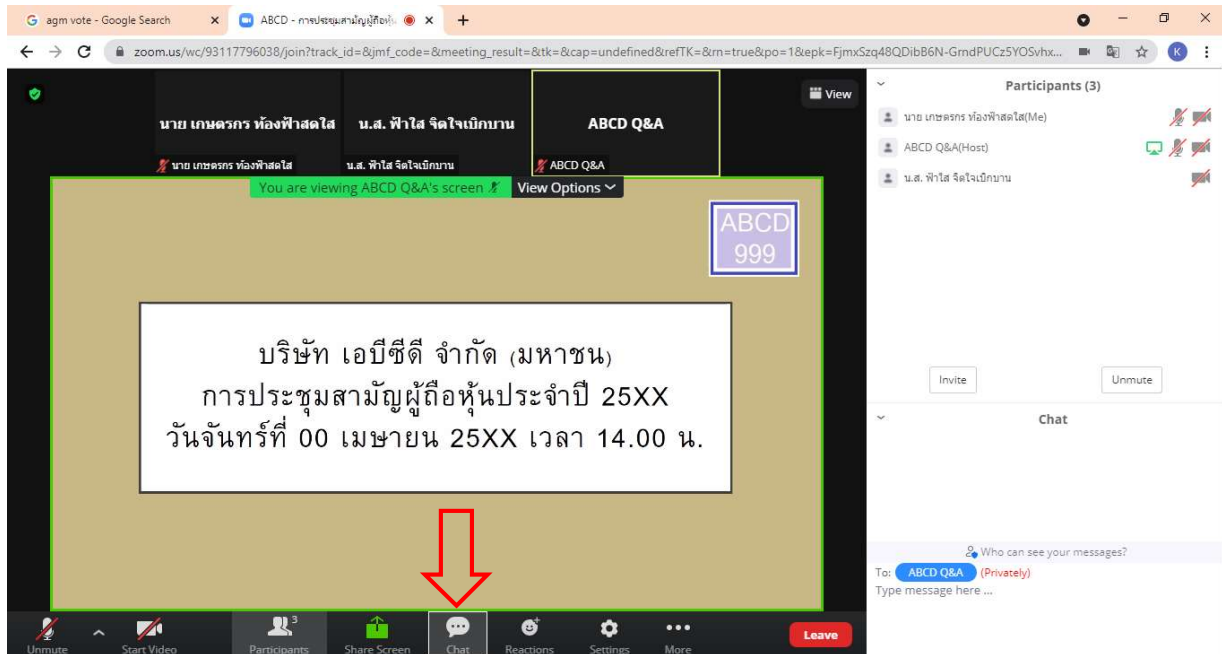 agm vote - Google Search
ABCD - การประชุมสามัญผู้ถือหุ้น
zoom.us/wc/93117796038/join?track_id=&jmf_code=&meeting_result=&tk=&cap=undefined&refTK=&rn=true&po=1&epk=FjmxSzq48QDibB6N-GrndPUCz5YOSvhx...
K
View
นาย เกษตรกร ท้องฟ้าสดใส
น.ส. ฟ้าใส จิตใจเบิกบาน
ABCD Q&A
นาย เกษตรกร ท้องฟ้าสดใส
น.ส. ฟ้าใส จิตใจเบิกบาน
ABCD Q&A
You are viewing ABCD Q&A's screen
View Options
ABCD
999
บริษัท เอบีซีดี จำกัด (มหาชน)
การประชุมสามัญผู้ถือหุ้นประจำปี 25XX
วันจันทร์ที่ 00 เมษายน 25XX เวลา 14.00 น.
Unmute
Start Video
Participants
3
Share Screen
Chat
Reactions
Settings
More
Leave
Participants (3)
นาย เกษตรกร ท้องฟ้าสดใส(Me)
ABCD Q&A(Host)
น.ส. ฟ้าใส จิตใจเบิกบาน
Invite
Unmute
Chat
Who can see your messages?
To: ABCD Q&A (Privately)
Type message here ...